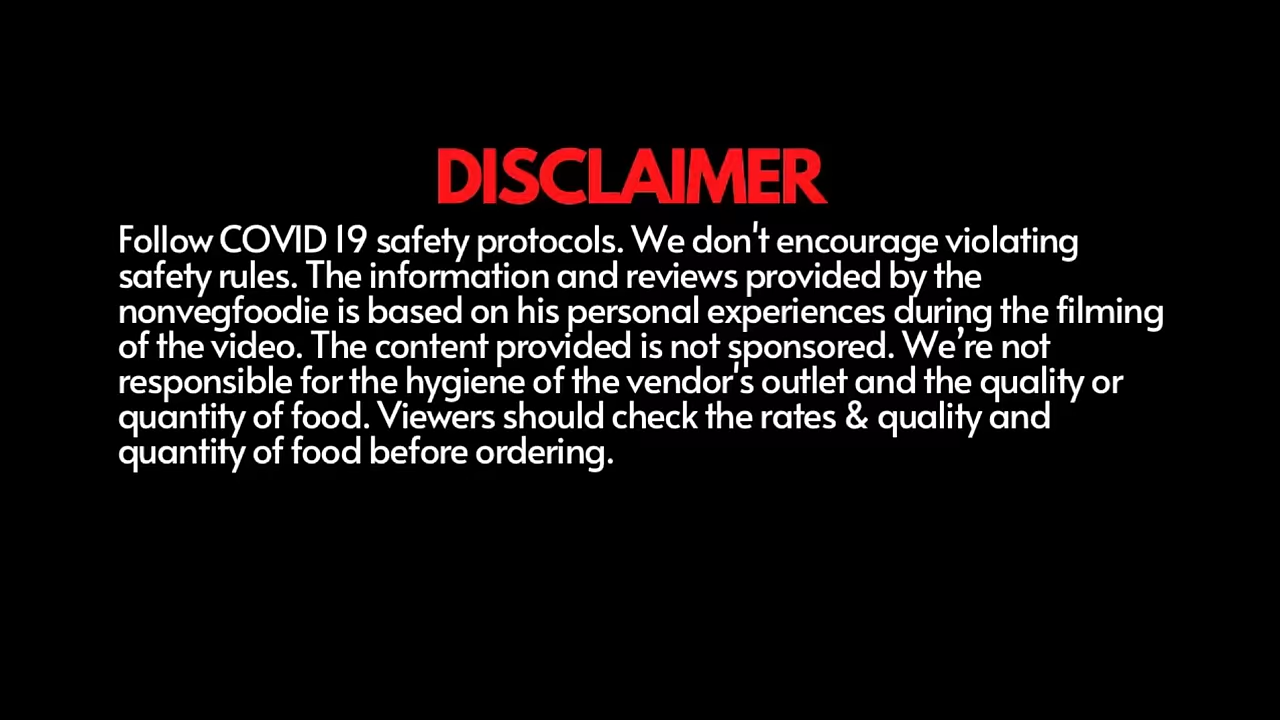 DISCLAIMER
Follow COVID 19 safety protocols. We don't encourage violating
safety rules. The information and reviews provided by the
nonvegfoodie is based on his personal experiences during the filming
of the video. The content provided is not sponsored. We’re not
responsible for the hygiene of the vendor's outlet and the quality or
quantity of food. Viewers should check the rates & quality and
quantity of food before ordering.